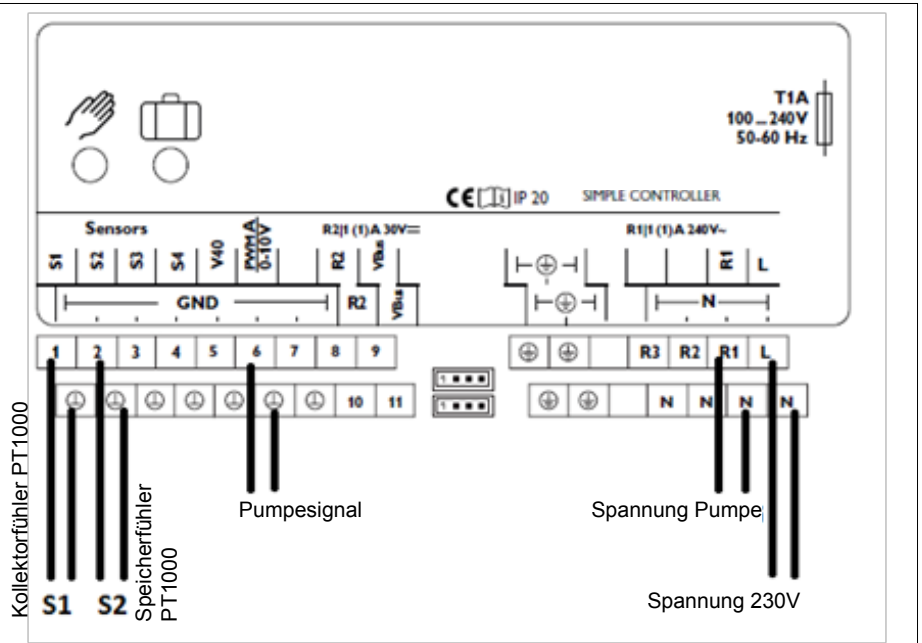 T1A
100 ... 240V
50-60 Hz
CE i IP 20 SIMPLE CONTROLLER
Sensors R2|1 (1)A 30V R1|1 (1)A 240V~
S1 S2 S3 S4 V40 PWM A 0-10V R2 VBus R1 L
GND R2 VBus N
1 2 3 4 5 6 7 8 9 R3 R2 R1 L
10 11 N N N N
1
1
Kollektorfühler PT1000
S1
S2
Speicherfühler
PT1000
Pumpesignal
Spannung Pumpe
Spannung 230V